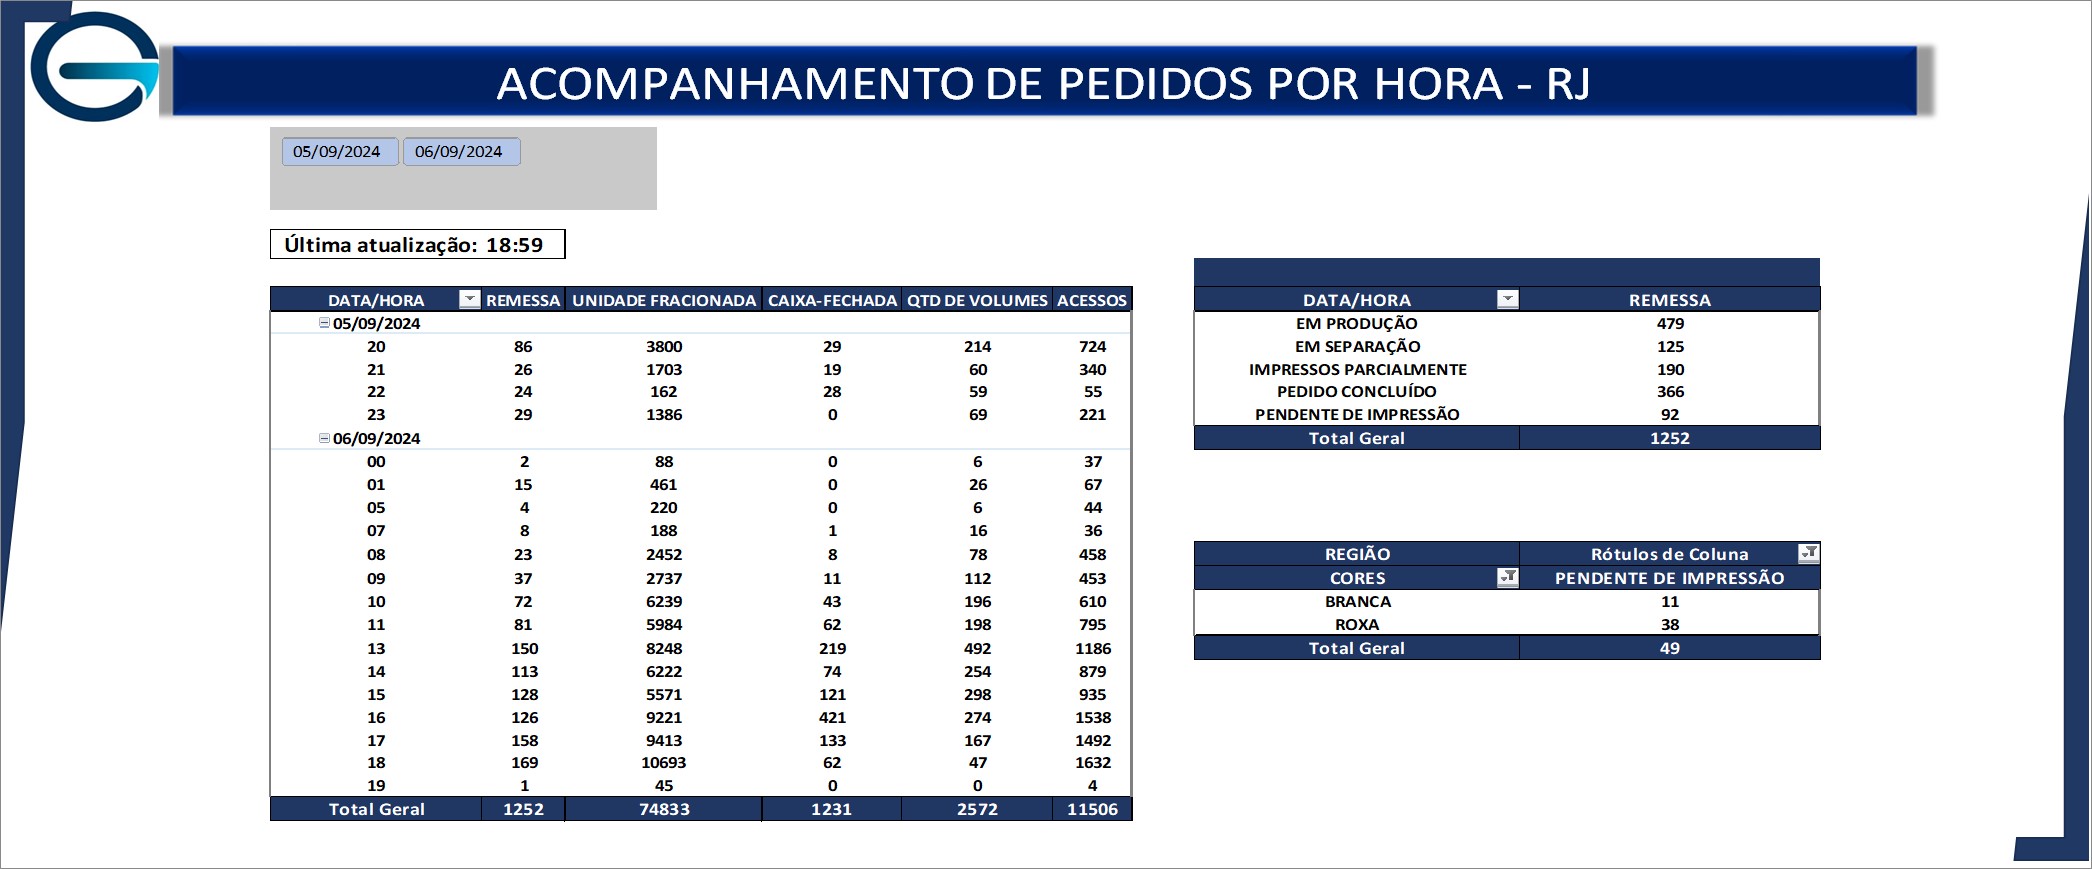 ACOMPANHAMENTO DE PEDIDOS POR HORA - RJ
05/09/2024 06/09/2024
Última atualização: 18:59
DATA/HORA REMESSA UNIDADE FRACIONADA CAIXA-FECHADA QTD DE VOLUMES ACESSOS
05/09/2024
20 86 3800 29 214 724
21 26 1703 19 60 340
22 24 162 28 59 55
23 29 1386 0 69 221
06/09/2024
00 2 88 0 6 37
01 15 461 0 26 67
05 4 220 0 6 44
07 8 188 1 16 36
08 23 2452 8 78 458
09 37 2737 11 112 453
10 72 6239 43 196 610
11 81 5984 62 198 795
13 150 8248 219 492 1186
14 113 6222 74 254 879
15 128 5571 121 298 935
16 126 9221 421 274 1538
17 158 9413 133 167 1492
18 169 10693 62 47 1632
19 1 45 0 0 4
Total Geral 1252 74833 1231 2572 11506
DATA/HORA REMESSA
EM PRODUÇÃO 479
EM SEPARAÇÃO 125
IMPRESSOS PARCIALMENTE 190
PEDIDO CONCLUÍDO 366
PENDENTE DE IMPRESSÃO 92
Total Geral 1252
REGIÃO Rótulos de Coluna
CORES PENDENTE DE IMPRESSÃO
BRANCA 11
ROXA 38
Total Geral 49